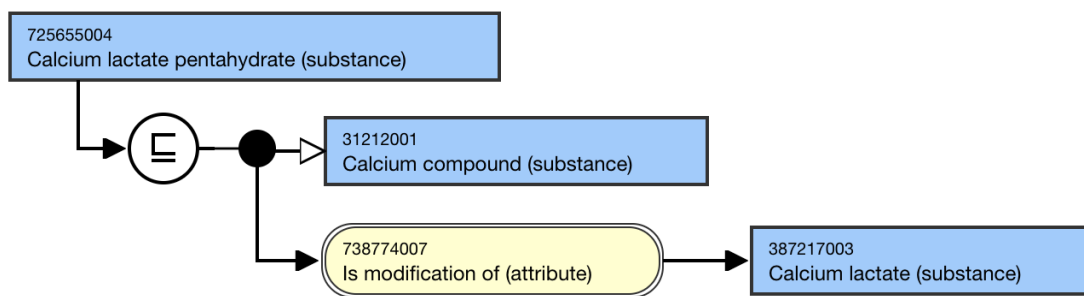 725655004
Calcium lactate pentahydrate (substance)
⊑
31212001
Calcium compound (substance)
738774007
Is modification of (attribute)
387217003
Calcium lactate (substance)